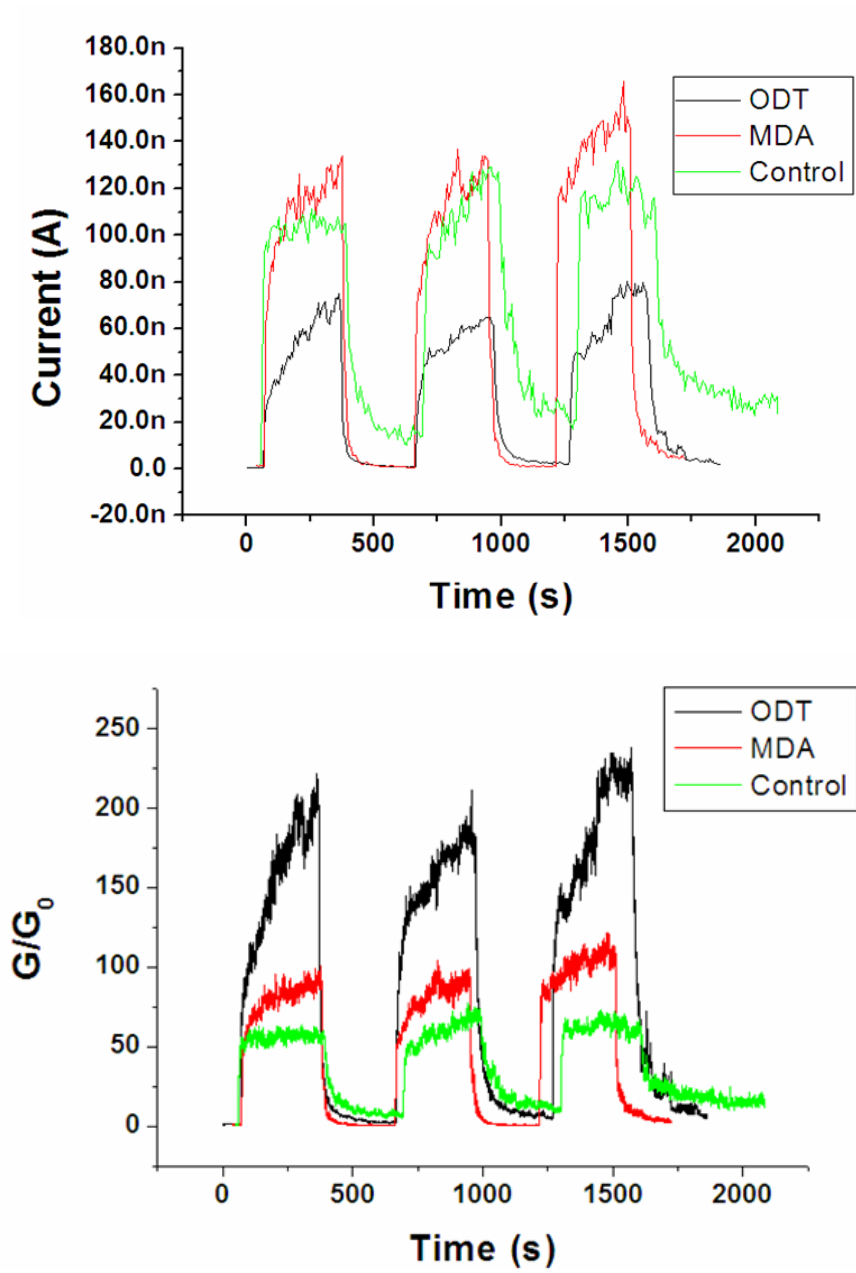 180.0n
160.0n
140.0n
120.0n
100.0n
80.0n
60.0n
40.0n
20.0n
0.0
-20.0n
Current (A)
ODT
MDA
Control
0 500 1000 1500 2000
Time (s)
250
200
150
100
50
0
G/G₀
ODT
MDA
Control
0 500 1000 1500 2000
Time (s)